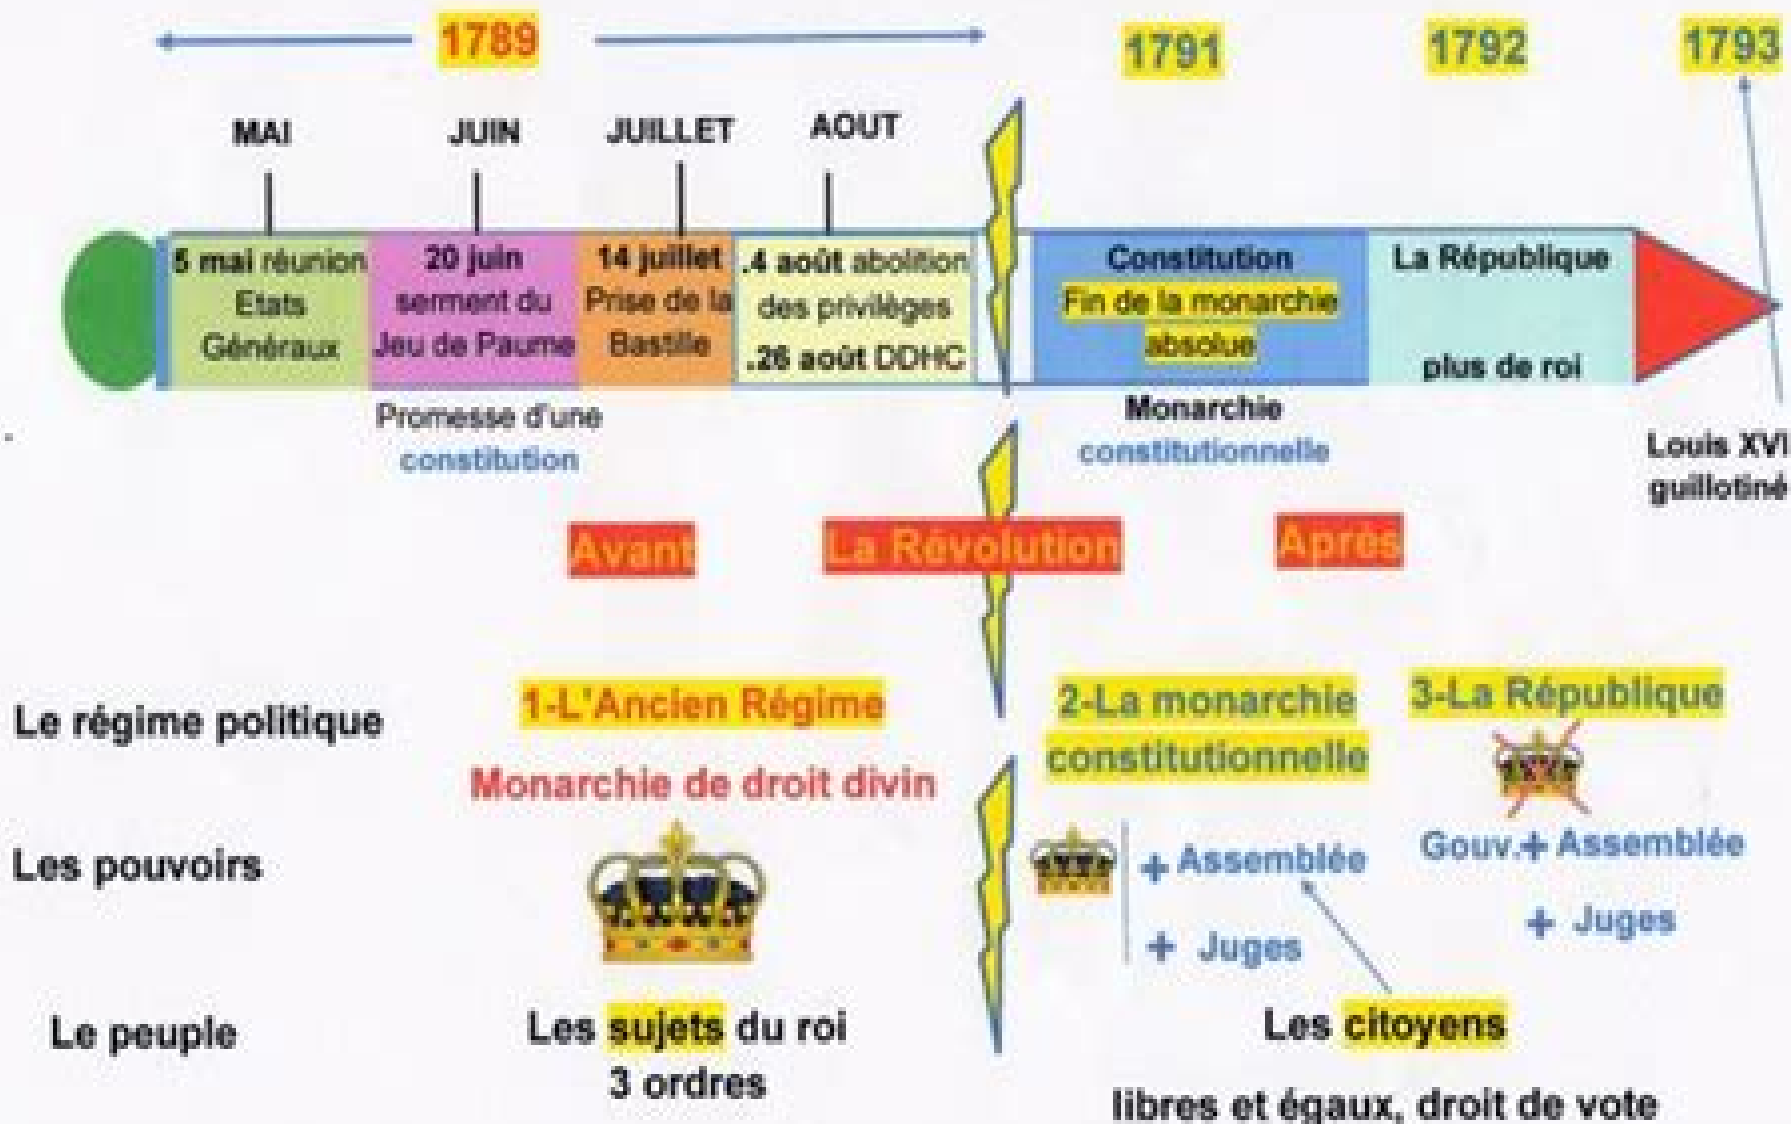 1789
1791
1792
1793
MAI
JUIN
JUILLET
AOUT
5 mai réunion
Etats
Généraux
20 juin
serment du
Jeu de Paume
14 juillet
Prise de la
Bastille
.4 août abolition
des privilèges
.26 août DDHC
Constitution
Fin de la monarchie
absolue
La République
plus de roi
Promesse d'une
constitution
Monarchie
constitutionnelle
Louis XVI
guillotiné
Avant
La Révolution
Après
Le régime politique
1-L'Ancien Régime
2-La monarchie
constitutionnelle
3-La République
Monarchie de droit divin
Les pouvoirs
+ Assemblée
+ Juges
Gouv.+ Assemblée
+ Juges
Le peuple
Les sujets du roi
3 ordres
Les citoyens
libres et égaux, droit de vote